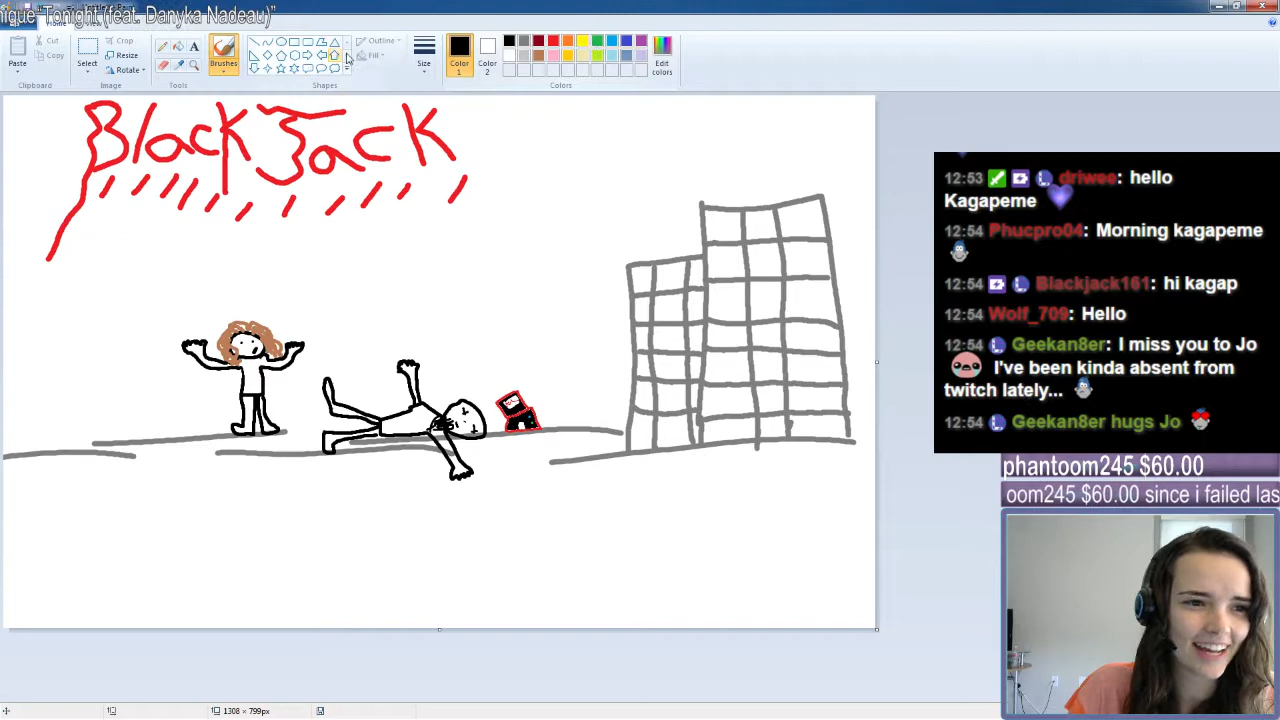 nique "Tonight (feat. Danyka Nadeau)"
Paste
Cut
Copy
Clipboard
Select
Crop
Resize
Rotate
Image
Tools
Brushes
Shapes
Outline
Fill
Size
Color 1
Color 2
Edit colors
Colors
BlackJack
12:53 driwee: hello
Kagapeme
12:54 Phucpro04: Morning kagapeme
12:54 Blackjack161: hi kagap
12:54 Wolf_709: Hello
12:54 Geekan8er: I miss you to Jo
I've been kinda absent from
twitch lately...
12:54 Geekan8er hugs Jo
phantoom245 $60.00
oom245 $60.00 since i failed las
1308 × 799px